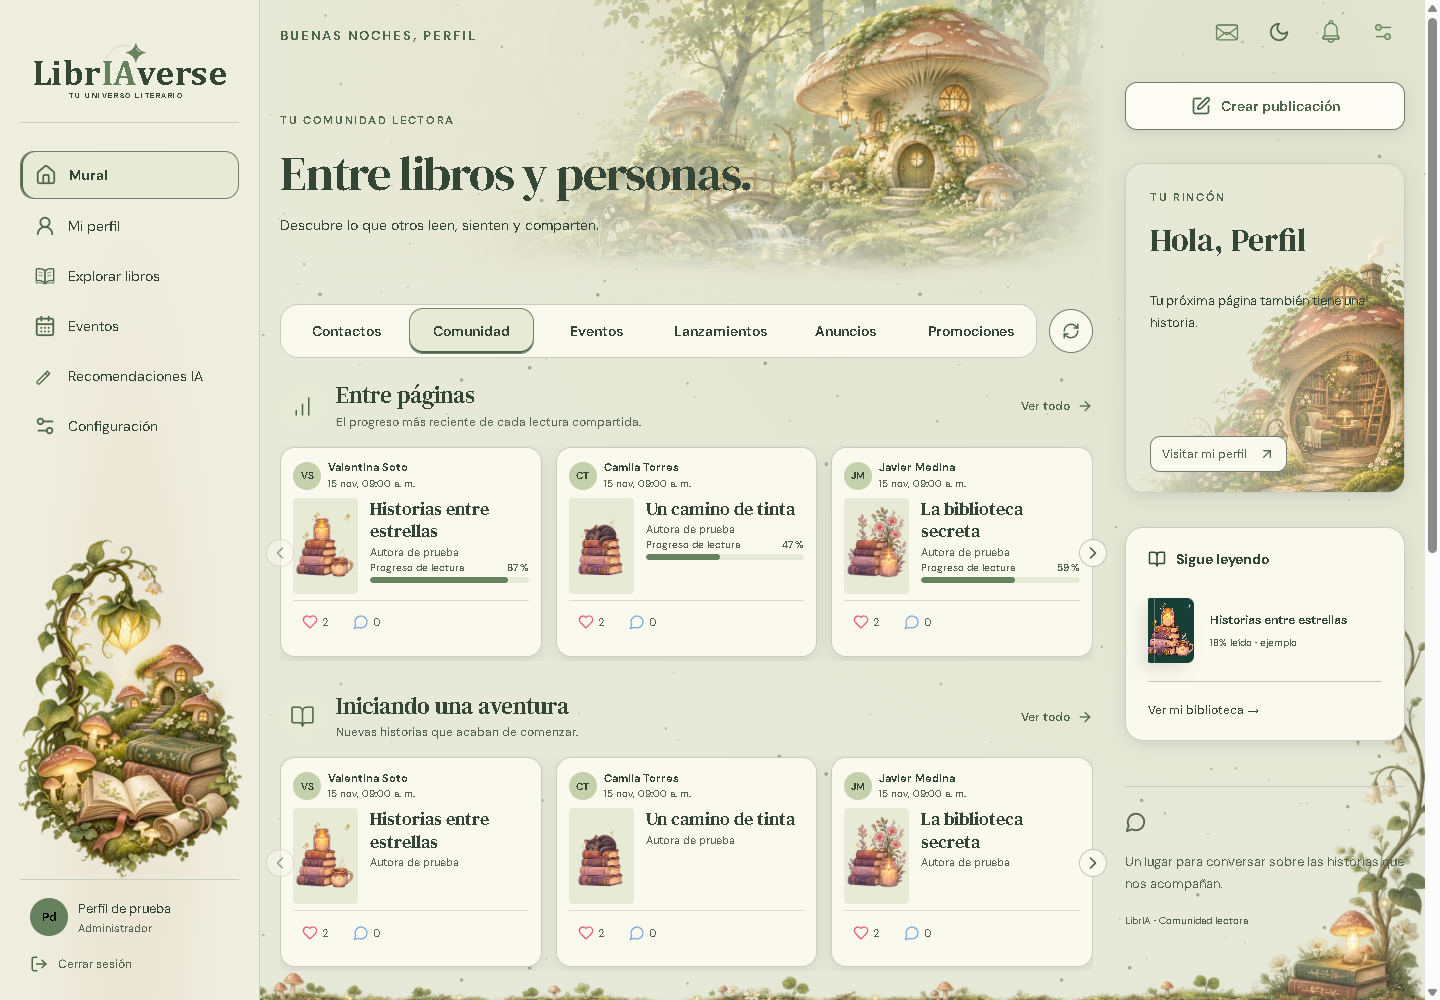 LibrIAverse
TU UNIVERSO LITERARIO
Mural
Mi perfil
Explorar libros
Eventos
Recomendaciones IA
Configuración
Pd
Perfil de prueba
Administrador
Cerrar sesión
BUENAS NOCHES, PERFIL
TU COMUNIDAD LECTORA
Entre libros y personas.
Descubre lo que otros leen, sienten y comparten.
Contactos
Comunidad
Eventos
Lanzamientos
Anuncios
Promociones
Entre páginas
El progreso más reciente de cada lectura compartida.
Ver todo →
VS
Valentina Soto
15 nov, 09:00 a. m.
Historias entre
estrellas
Autora de prueba
Progreso de lectura 87 %
2 0
CT
Camila Torres
15 nov, 09:00 a. m.
Un camino de tinta
Autora de prueba
Progreso de lectura 47 %
2 0
JM
Javier Medina
15 nov, 09:00 a. m.
La biblioteca
secreta
Autora de prueba
Progreso de lectura 59 %
2 0
Iniciando una aventura
Nuevas historias que acaban de comenzar.
Ver todo →
VS
Valentina Soto
15 nov, 09:00 a. m.
Historias entre
estrellas
Autora de prueba
2 0
CT
Camila Torres
15 nov, 09:00 a. m.
Un camino de tinta
Autora de prueba
2 0
JM
Javier Medina
15 nov, 09:00 a. m.
La biblioteca
secreta
Autora de prueba
2 0
Crear publicación
TU RINCÓN
Hola, Perfil
Tu próxima página también tiene una
historia.
Visitar mi perfil
Sigue leyendo
Historias entre estrellas
18% leído · ejemplo
Ver mi biblioteca →
Un lugar para conversar sobre las historias que
nos acompañan.
LibrIA · Comunidad lectora